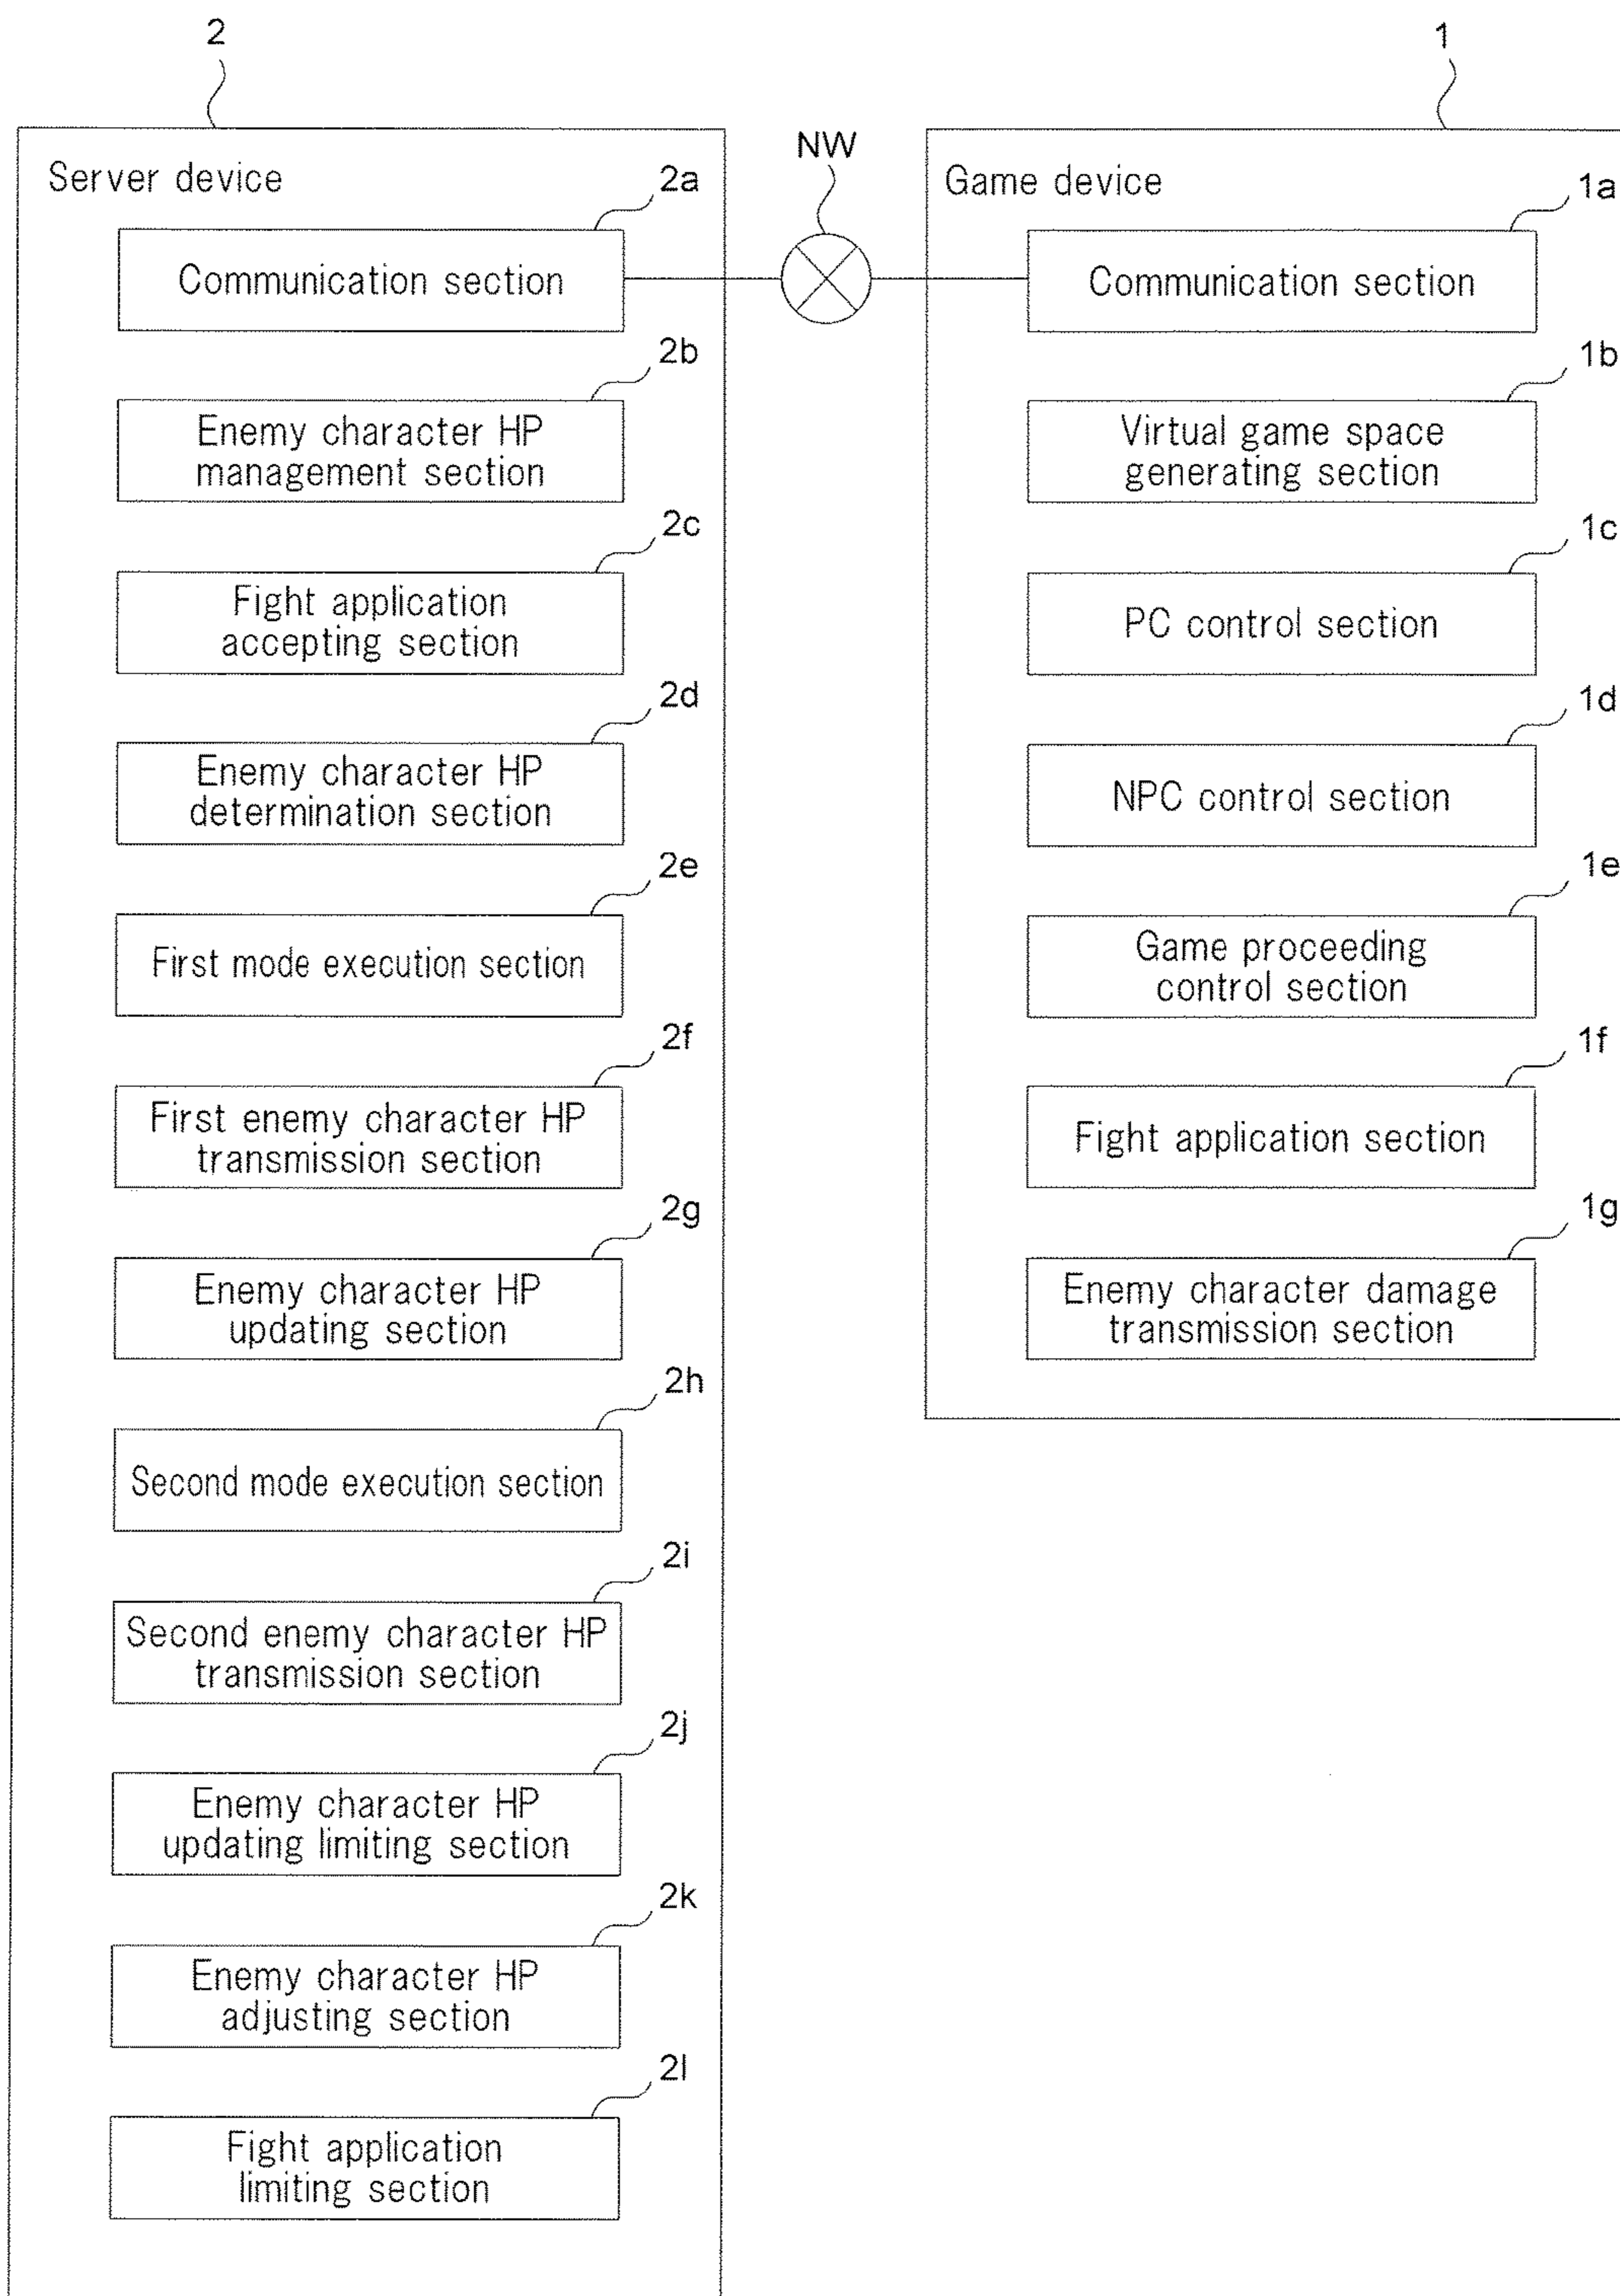 2
Server device
2a
Communication section
2b
Enemy character HP
management section
2c
Fight application
accepting section
2d
Enemy character HP
determination section
2e
First mode execution section
2f
First enemy character HP
transmission section
2g
Enemy character HP
updating section
2h
Second mode execution section
2i
Second enemy character HP
transmission section
2j
Enemy character HP
updating limiting section
2k
Enemy character HP
adjusting section
2l
Fight application
limiting section
NW
1
Game device
1a
Communication section
1b
Virtual game space
generating section
1c
PC control section
1d
NPC control section
1e
Game proceeding
control section
1f
Fight application section
1g
Enemy character damage
transmission section